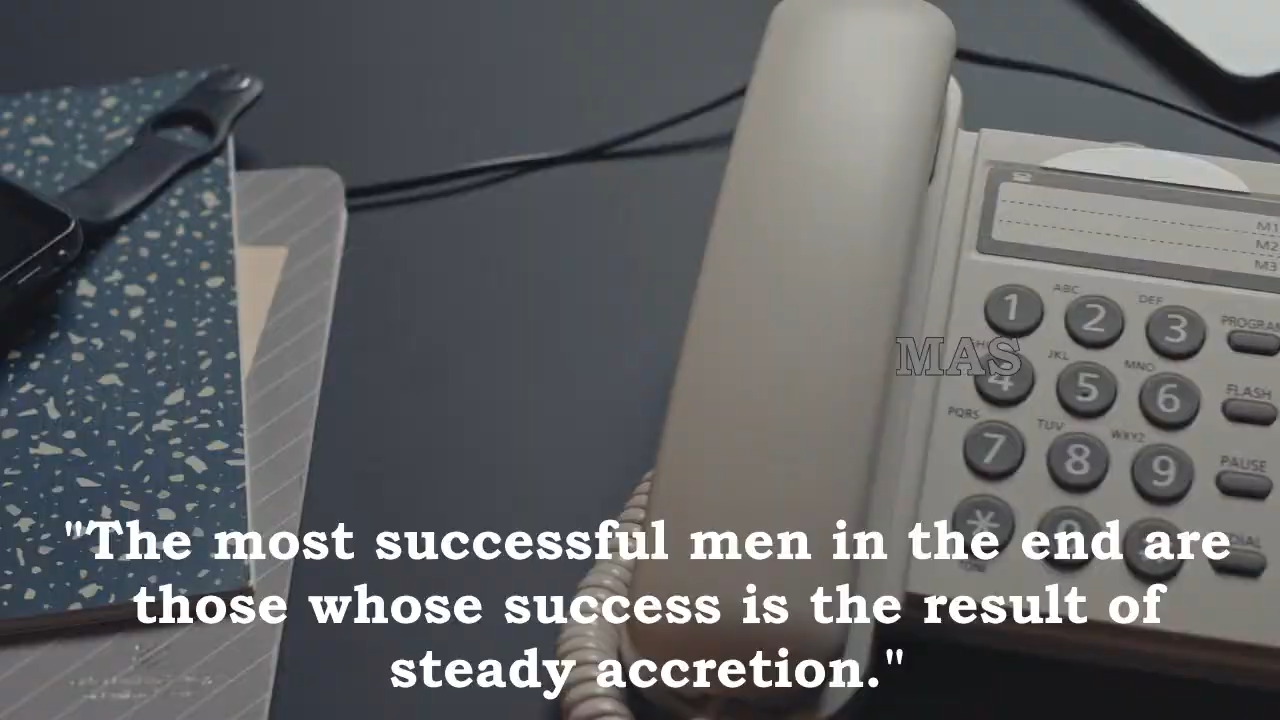 M1
M2
M3
ABC
DEF
1
2
3
MAS
JKL
MNO
4
5
6
FLASH
PQRS
TUV
WXYZ
7
8
9
PAUSE
*
"The most successful men in the end are
those whose success is the result of
steady accretion."